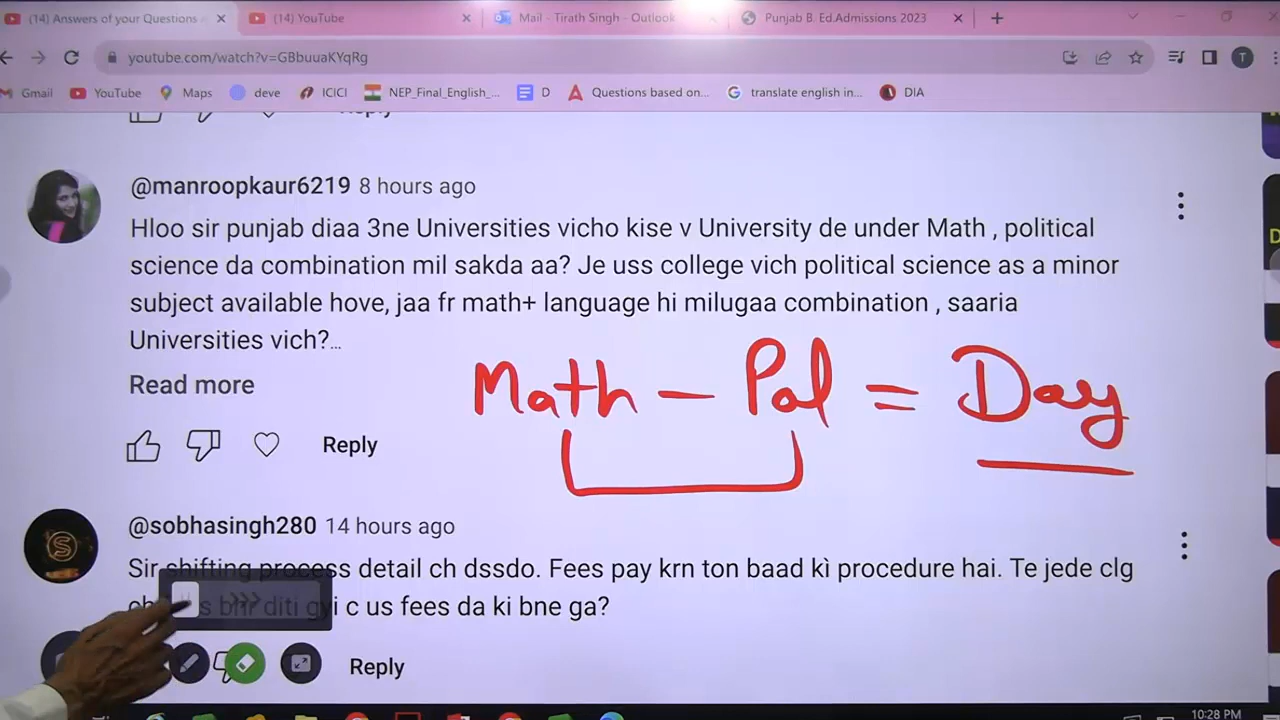 (14) Answers of your Questions
(14) YouTube
Mail - Tirath Singh - Outlook
Punjab B. Ed.Admissions 2023
youtube.com/watch?v=GBbuuaKYqRg
T
Gmail
YouTube
Maps
deve
ICICI
NEP_Final_English_...
D
Questions based on...
translate english in...
DIA
Reply
@manroopkaur6219 8 hours ago
Hloo sir punjab diaa 3ne Universities vicho kise v University de under Math , political
science da combination mil sakda aa? Je uss college vich political science as a minor
subject available hove, jaa fr math+ language hi milugaa combination , saaria
Universities vich?...
Read more
Math - Pol = Day
Reply
@sobhasingh280 14 hours ago
Sir shifting process detail ch dssdo. Fees pay krn ton baad kì procedure hai. Te jede clg
bhr diti gyi c us fees da ki bne ga?
Reply
10:28 PM